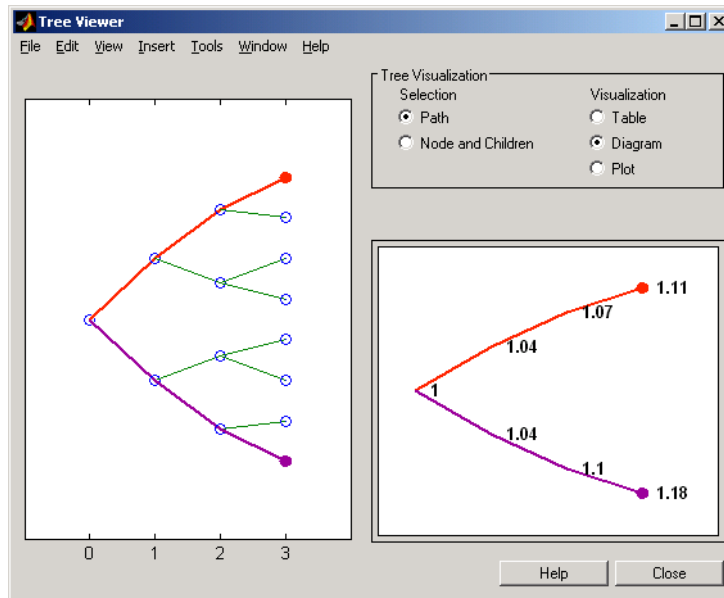 Tree Viewer
File Edit View Insert Tools Window Help
Tree Visualization
Selection
Visualization
Path
Table
Node and Children
Diagram
Plot
1.11
1.07
1.04
1
1.04
1.1
1.18
0 1 2 3
Help
Close